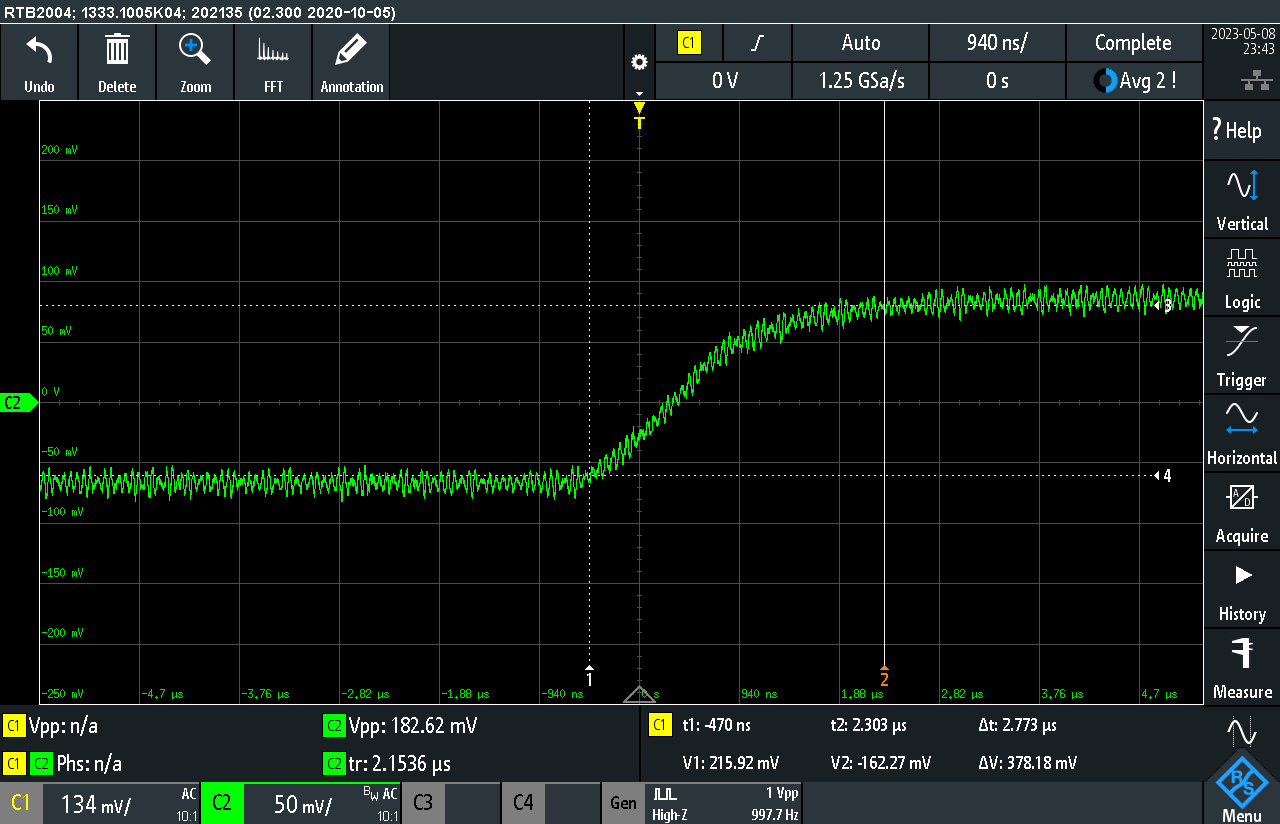 RTB2004; 1333.1005K04; 202135 (02.300 2020-10-05)
Undo
Delete
Zoom
FFT
Annotation
C1
Auto
940 ns/
Complete
2023-05-08
23:43
0 V
1.25 GSa/s
0 s
Avg 2 !
T
? Help
Vertical
Logic
Trigger
Horizontal
A/D
Acquire
History
Measure
Menu
R&S
200 mV
150 mV
100 mV
50 mV
C2
0 V
-50 mV
-100 mV
-150 mV
-200 mV
-250 mV
3
4
1
2
-4.7 µs
-3.76 µs
-2.82 µs
-1.88 µs
-940 ns
0 s
940 ns
1.88 µs
2.82 µs
3.76 µs
4.7 µs
C1 Vpp: n/a
C2 Vpp: 182.62 mV
C1 t1: -470 ns
t2: 2.303 µs
Δt: 2.773 µs
C1 C2 Phs: n/a
C2 tr: 2.1536 µs
V1: 215.92 mV
V2: -162.27 mV
ΔV: 378.18 mV
C1
134 mV/
AC
10:1
C2
50 mV/
BW AC
10:1
C3
C4
Gen
High-Z
1 Vpp
997.7 Hz